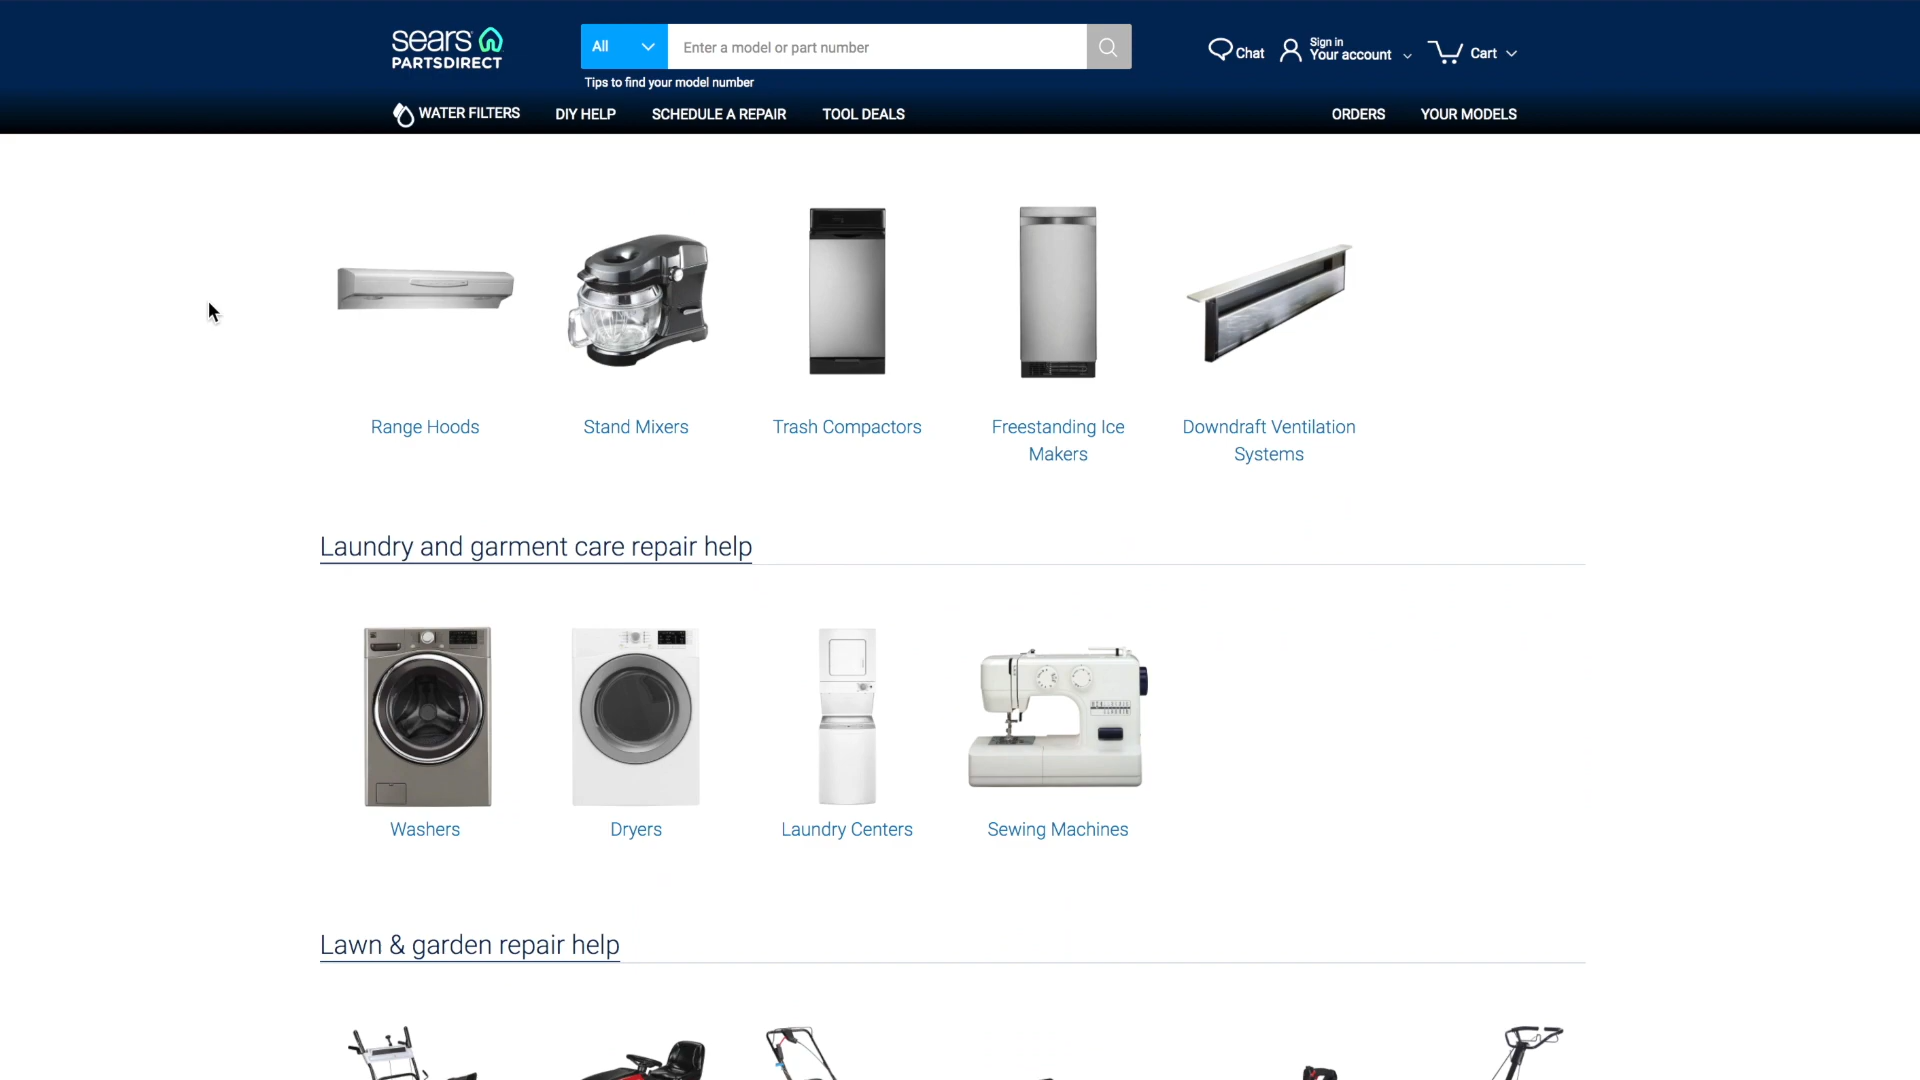 sears
PARTSDIRECT
All
Enter a model or part number
Tips to find your model number
Chat
Sign in
Your account
Cart
WATER FILTERS
DIY HELP
SCHEDULE A REPAIR
TOOL DEALS
ORDERS
YOUR MODELS
Range Hoods
Stand Mixers
Trash Compactors
Freestanding Ice
Makers
Downdraft Ventilation
Systems
Laundry and garment care repair help
Washers
Dryers
Laundry Centers
Sewing Machines
Lawn & garden repair help